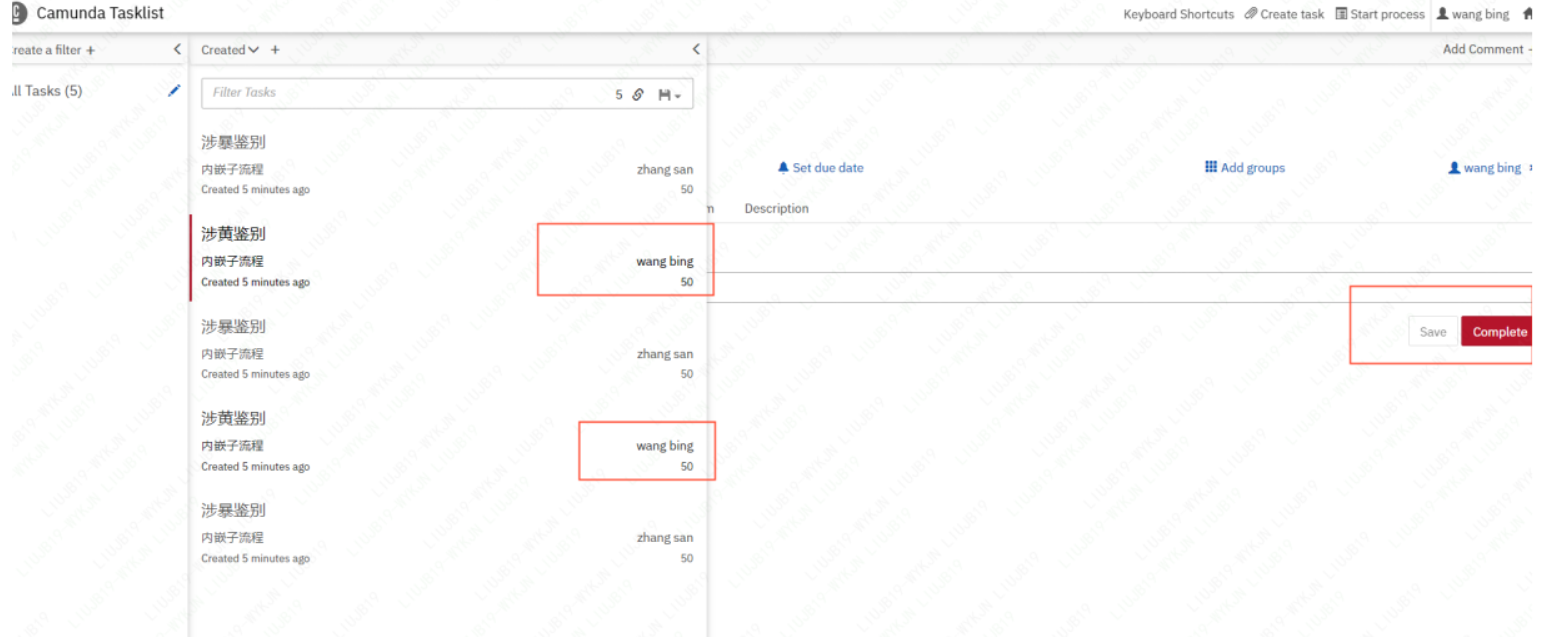 Camunda Tasklist
Keyboard Shortcuts Create task Start process wang bing
reate a filter +
Created +
Add Comment
ll Tasks (5)
Filter Tasks 5
涉暴鉴别
内嵌子流程 zhang san
Created 5 minutes ago 50
Set due date Add groups wang bing
Description
涉黄鉴别
内嵌子流程 wang bing
Created 5 minutes ago 50
Save Complete
涉暴鉴别
内嵌子流程 zhang san
Created 5 minutes ago 50
涉黄鉴别
内嵌子流程 wang bing
Created 5 minutes ago 50
涉暴鉴别
内嵌子流程 zhang san
Created 5 minutes ago 50